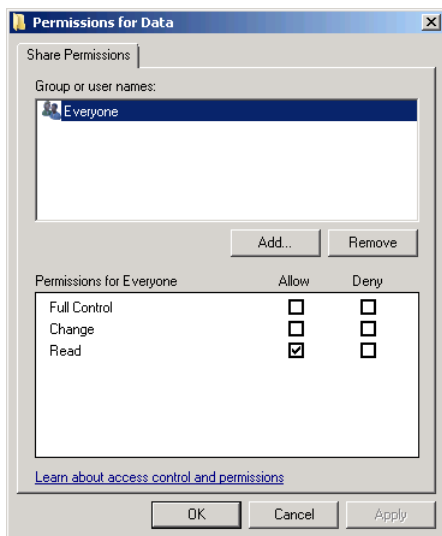 Permissions for Data
Share Permissions
Group or user names:
Everyone
Add... Remove
Permissions for Everyone Allow Deny
Full Control
Change
Read
Learn about access control and permissions
OK Cancel Apply